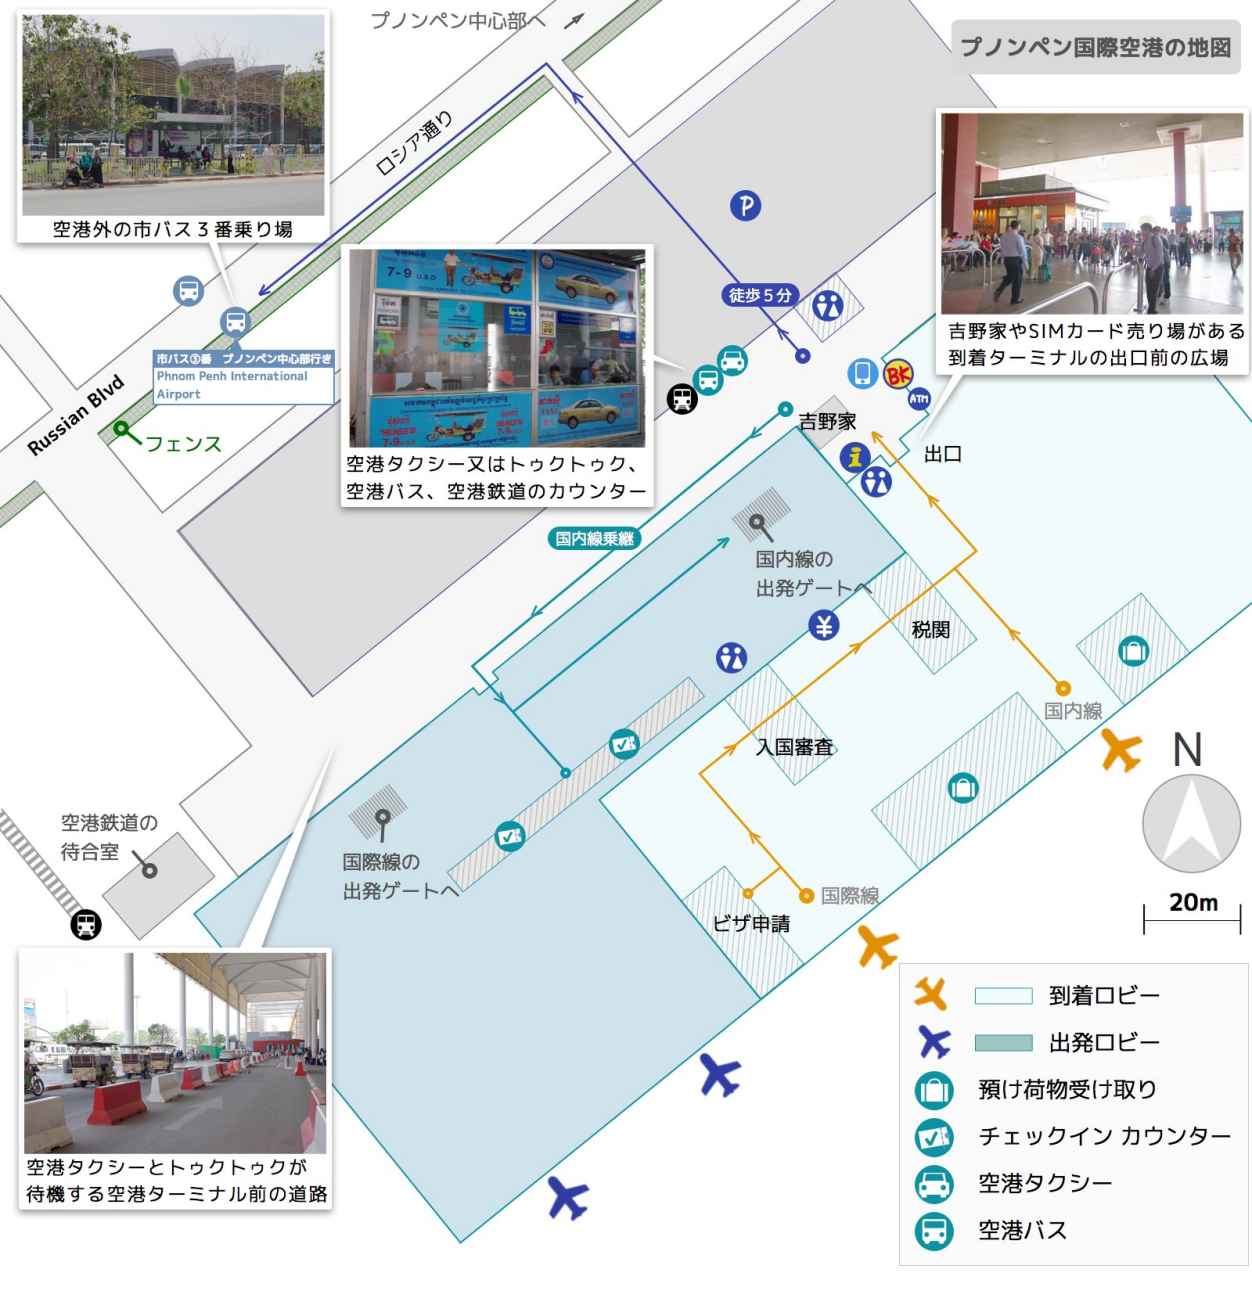 プノンペン国際空港の地図
プノンペン中心部へ
ロシア通り
空港外の市バス３番乗り場
P
徒歩５分
吉野家やSIMカード売り場がある
到着ターミナルの出口前の広場
市バス③番　プノンペン中心部行き
Phnom Penh International
Airport
Russian Blvd
フェンス
7-9 U.S.D
空港タクシー又はトゥクトゥク、
空港バス、空港鉄道のカウンター
BK
ATM
吉野家
i
出口
国内線乗継
国内線の
出発ゲートへ
¥
税関
国内線
入国審査
N
20m
空港鉄道の
待合室
国際線の
出発ゲートへ
国際線
ビザ申請
空港タクシーとトゥクトゥクが
待機する空港ターミナル前の道路
到着ロビー
出発ロビー
預け荷物受け取り
チェックイン カウンター
空港タクシー
空港バス